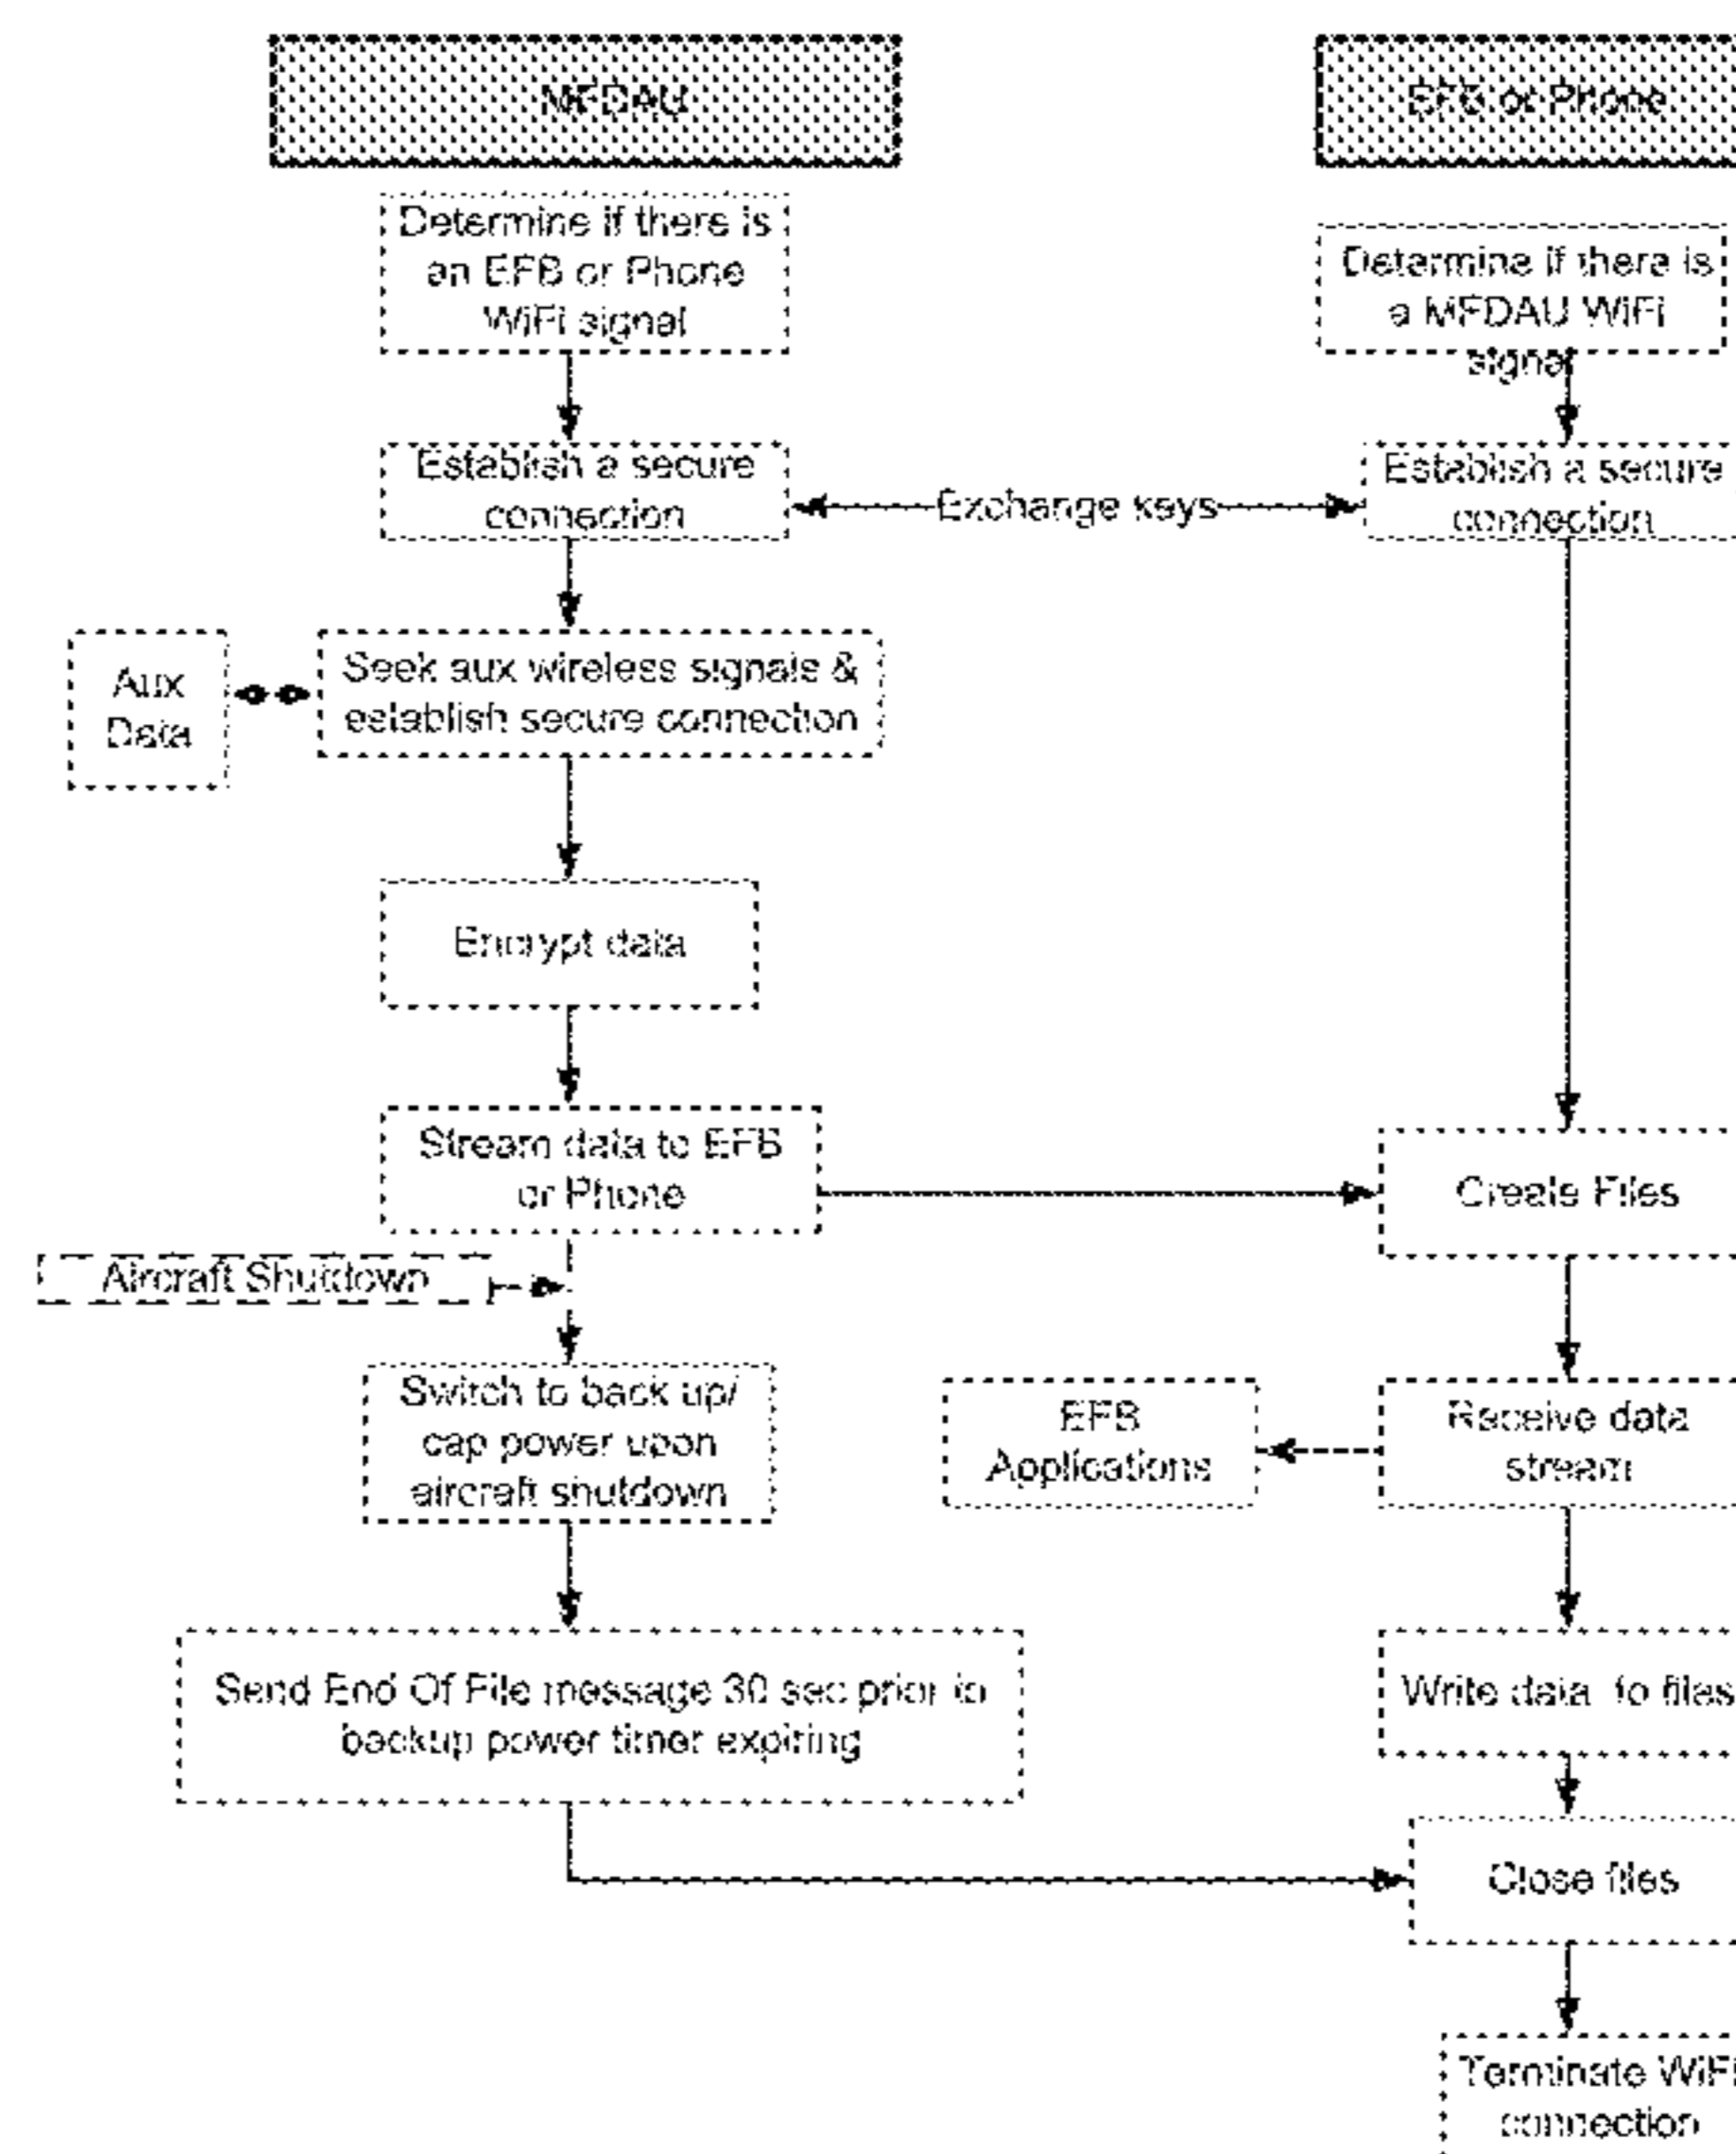 MFDAU
EFB or Phone
Determine if there is
an EFB or Phone
WiFi signal
Determine if there is
a MFDAU WiFi
signal
Establish a secure
connection
Exchange keys
Establish a secure
connection
Aux
Data
Seek aux wireless signals &
establish secure connection
Encrypt data
Stream data to EFB
or Phone
Create Files
Aircraft Shutdown
Switch to back up/
cap power upon
aircraft shutdown
EFB
Applications
Receive data
stream
Send End Of File message 30 sec prior to
backup power timer expiring
Write data to files
Close files
Terminate WiFi
connection